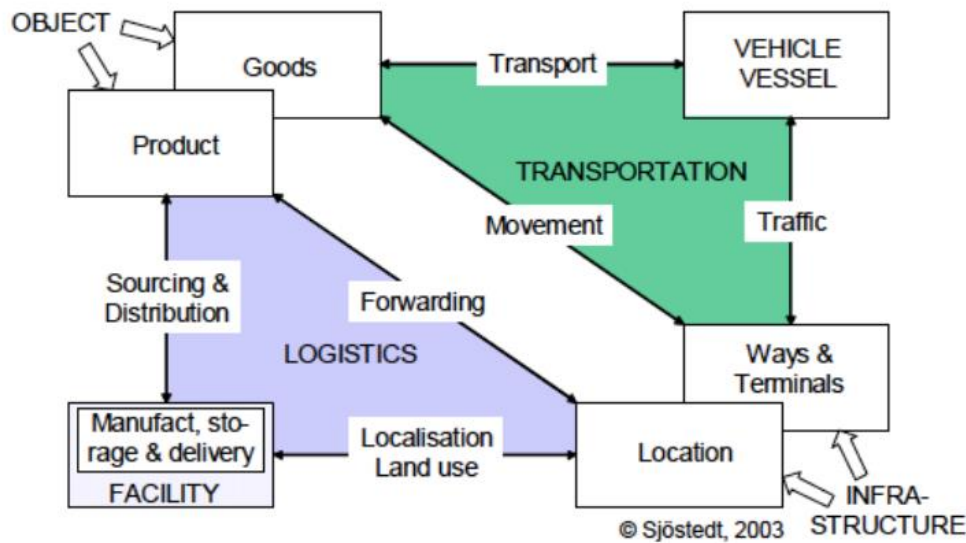 OBJECT
Goods
Transport
VEHICLE
VESSEL
Product
TRANSPORTATION
Movement
Traffic
Sourcing &
Distribution
Forwarding
LOGISTICS
Ways &
Terminals
Manufact, sto-
rage & delivery
FACILITY
Localisation
Land use
Location
INFRA-
STRUCTURE
© Sjöstedt, 2003